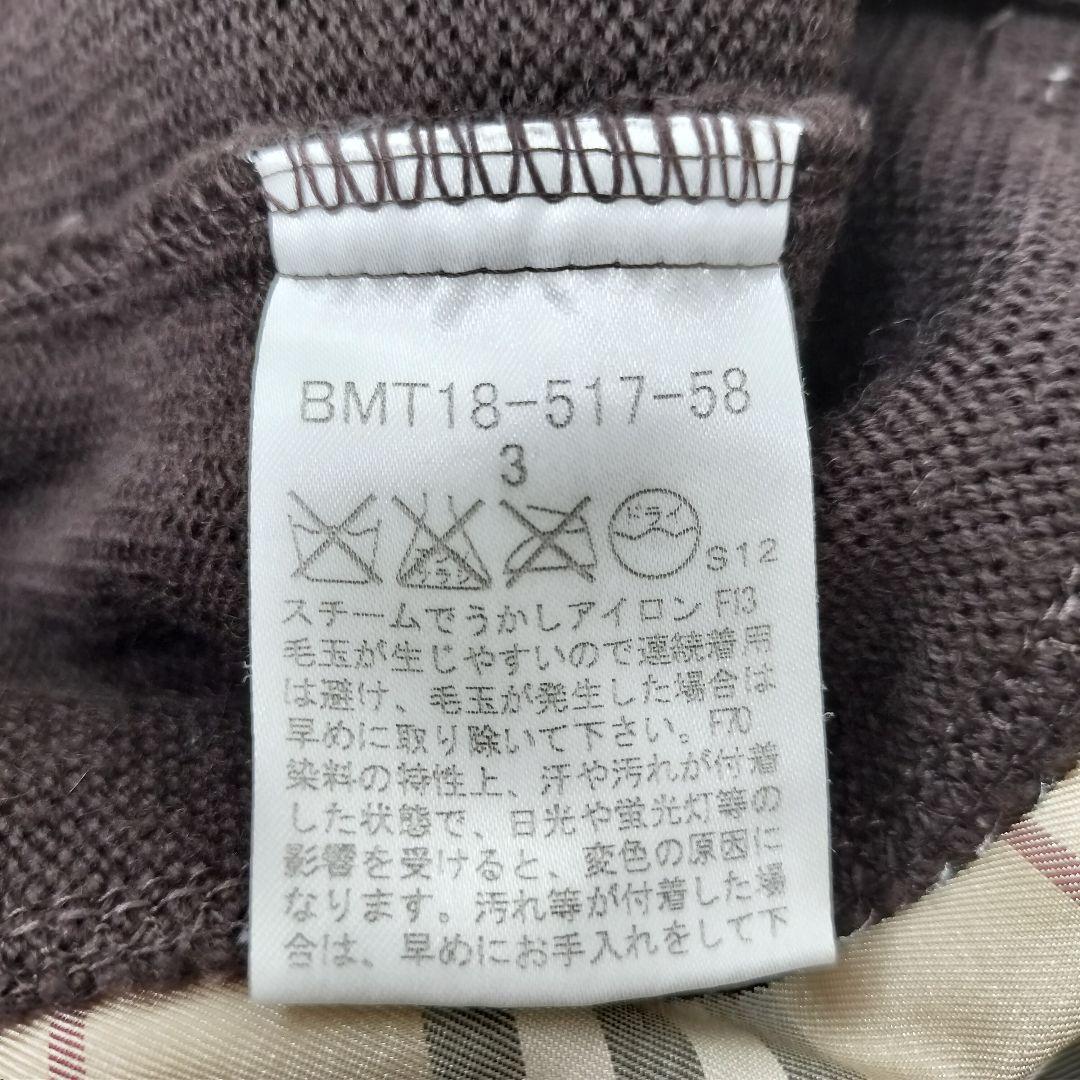 BMT18-517-58
3
エンソサラシ
ドライ
S12
スチームでうかしアイロン F13
毛玉が生じやすいので連続着用
は避け、毛玉が発生した場合は
早めに取り除いて下さい。F70
染料の特性上、汗や汚れが付着
した状態で、日光や蛍光灯等の
影響を受けると、変色の原因に
なります。汚れ等が付着した場
合は、早めにお手入れをして下